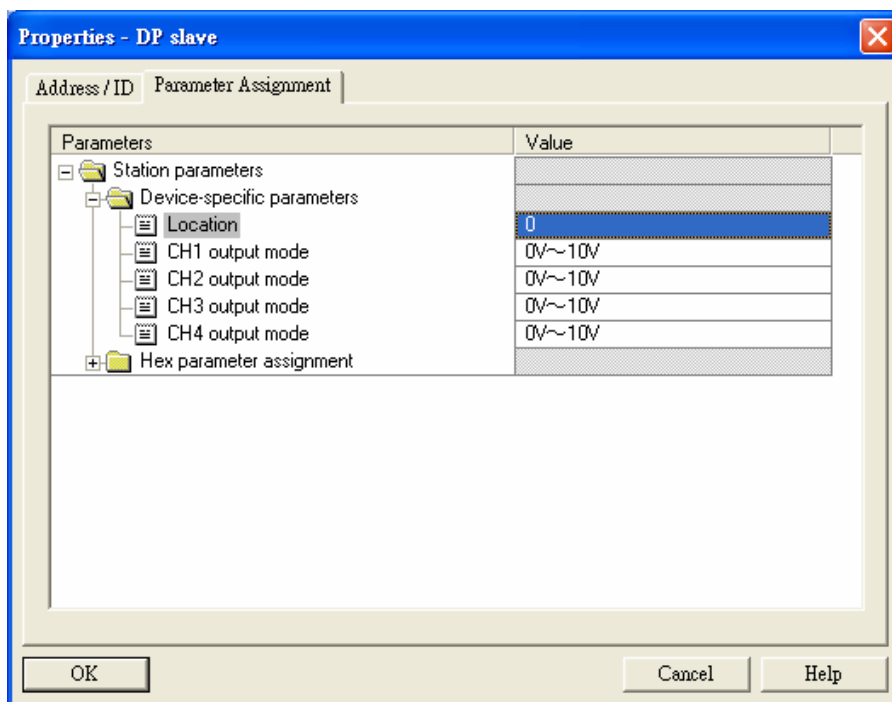 Properties - DP slave
Address / ID Parameter Assignment
Parameters Value
Station parameters
Device-specific parameters
Location 0
CH1 output mode 0V～10V
CH2 output mode 0V～10V
CH3 output mode 0V～10V
CH4 output mode 0V～10V
Hex parameter assignment
OK Cancel Help